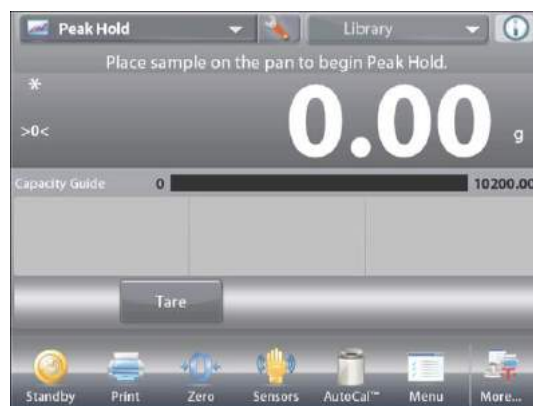 Peak Hold Library
Place sample on the pan to begin Peak Hold.
*
>0<
0.00 g
Capacity Guide 0 10200.00
Tare
Standby Print Zero Sensors AutoCal™ Menu More...